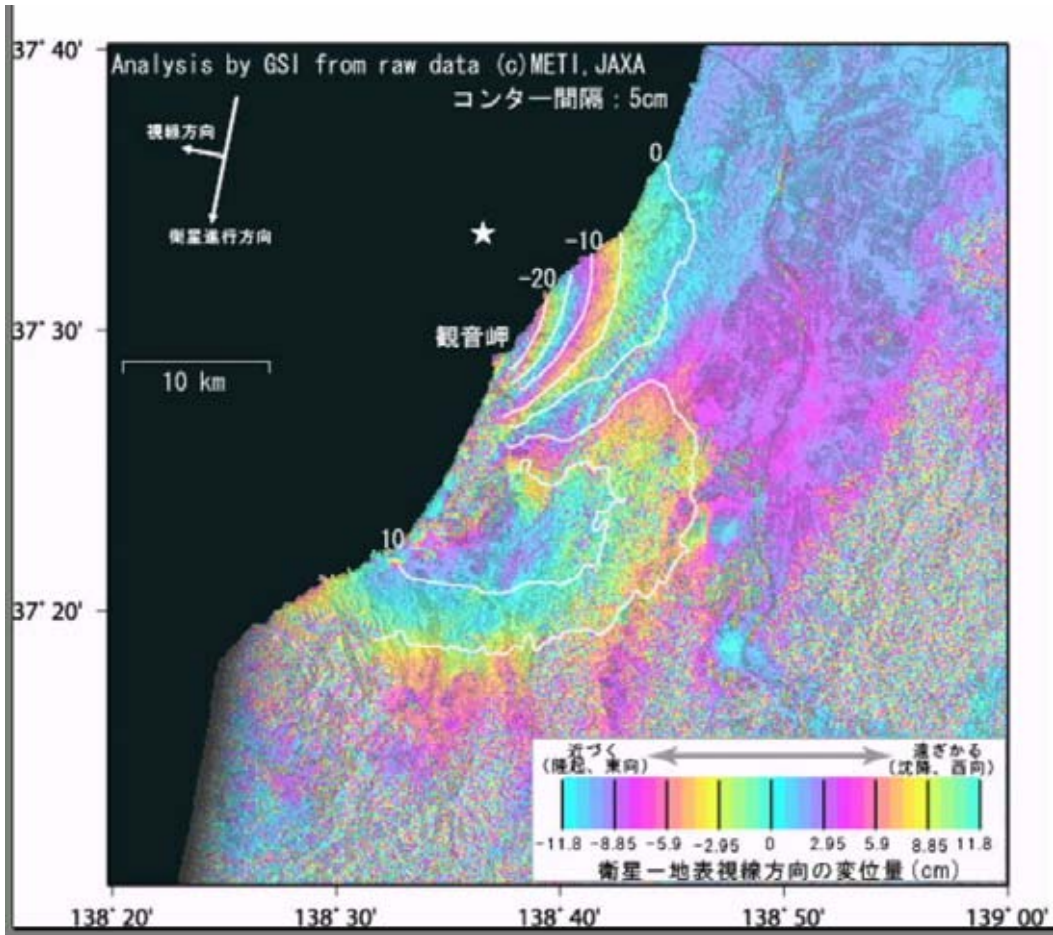 37° 40'
Analysis by GSI from raw data (c)METI,JAXA
コンター間隔：5cm
視線方向
衛星進行方向
0
-10
-20
37° 30'
観音岬
10 km
10
37° 20'
近づく
(隆起、東向)
遠ざかる
(沈降、西向)
-11.8 -8.85 -5.9 -2.95 0 2.95 5.9 8.85 11.8
衛星－地表視線方向の変位量(cm)
138° 20' 138° 30' 138° 40' 138° 50' 139° 00'